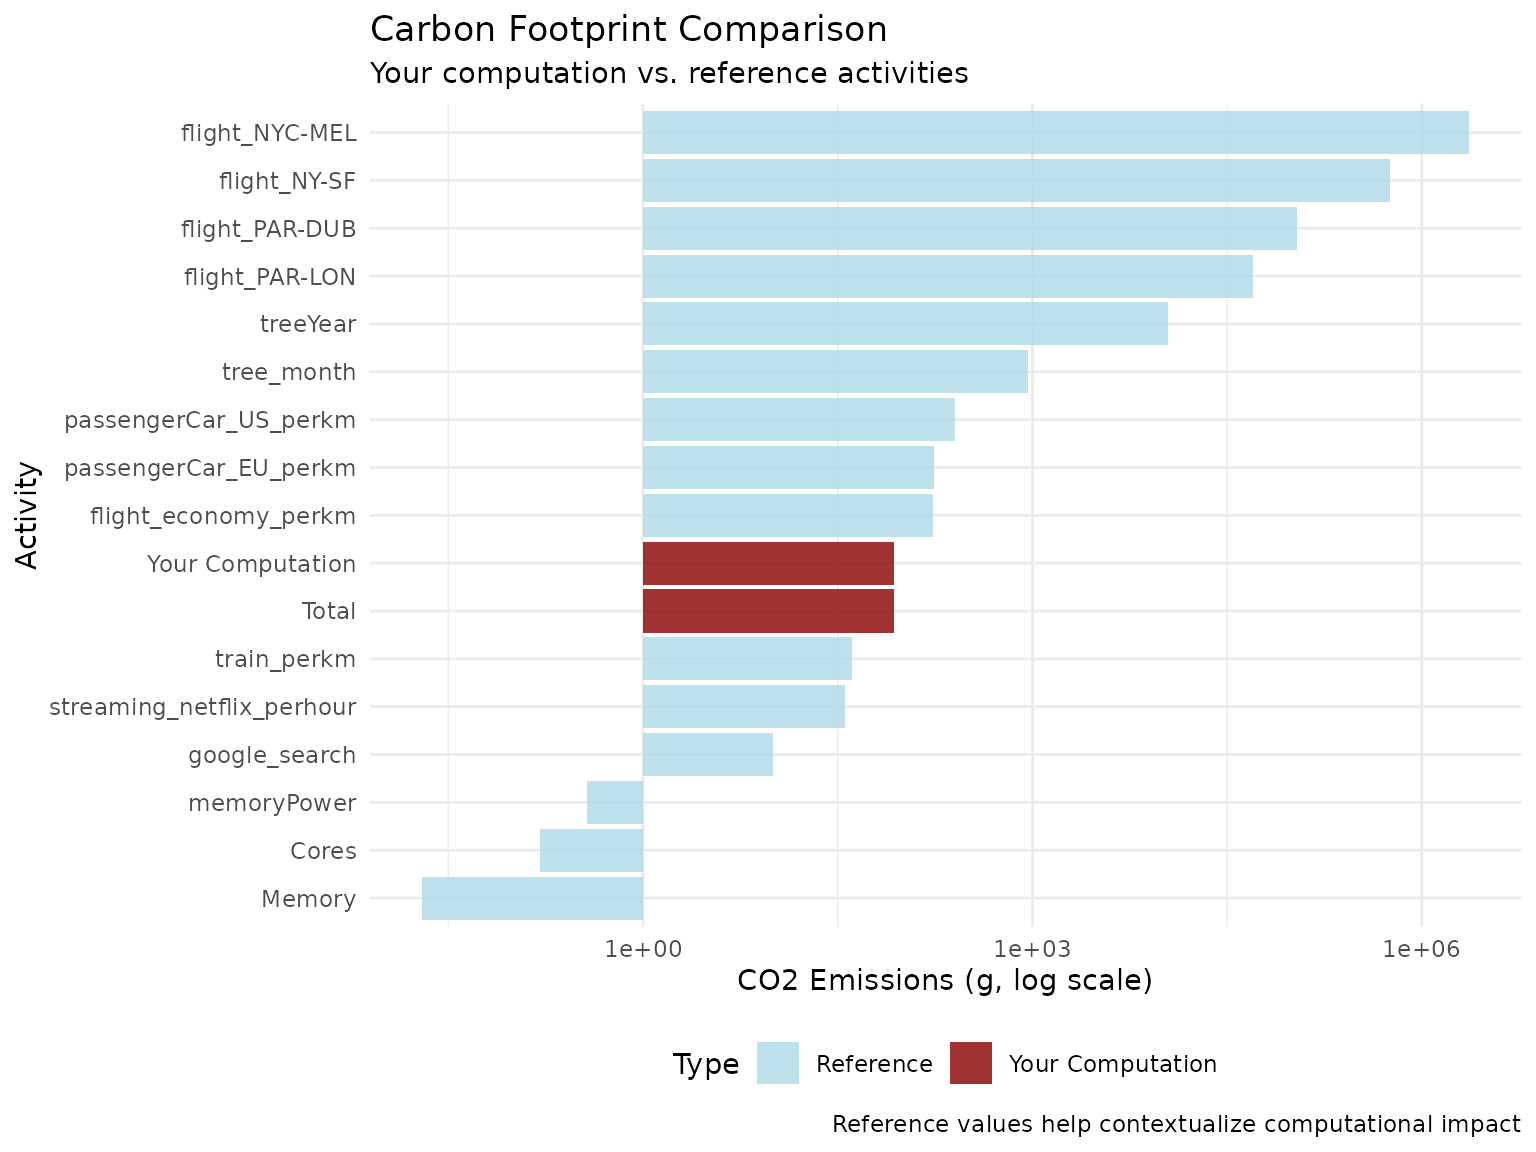 Carbon Footprint Comparison
Your computation vs. reference activities
flight_NYC-MEL
flight_NY-SF
flight_PAR-DUB
flight_PAR-LON
treeYear
tree_month
passengerCar_US_perkm
passengerCar_EU_perkm
flight_economy_perkm
Your Computation
Total
train_perkm
streaming_netflix_perhour
google_search
memoryPower
Cores
Memory
Activity
1e+00
1e+03
1e+06
CO2 Emissions (g, log scale)
Type
Reference
Your Computation
Reference values help contextualize computational impact